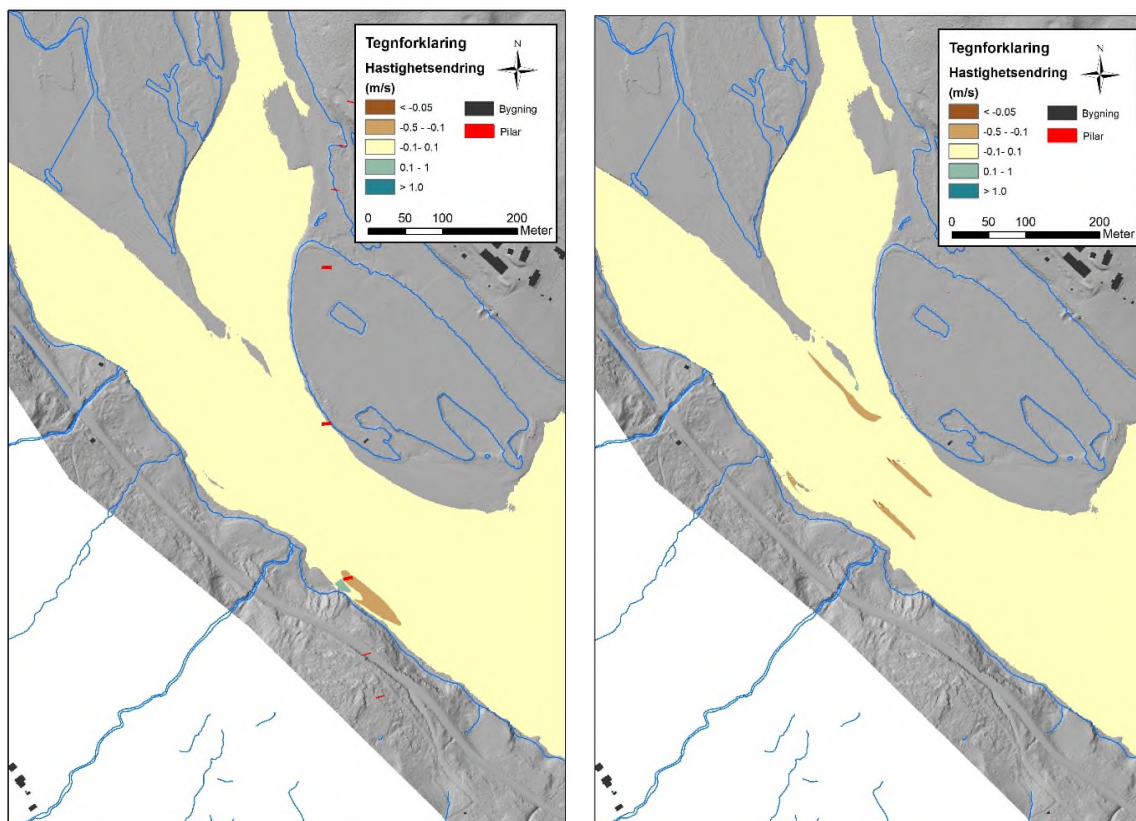 Tegnforklaring
N
Hastighetsendring
(m/s)
< -0.05
Bygning
-0.5 - -0.1
Pilar
-0.1- 0.1
0.1 - 1
> 1.0
0 50 100 200
Meter
Tegnforklaring
N
Hastighetsendring
(m/s)
< -0.05
Bygning
-0.5 - -0.1
Pilar
-0.1- 0.1
0.1 - 1
> 1.0
0 50 100 200
Meter